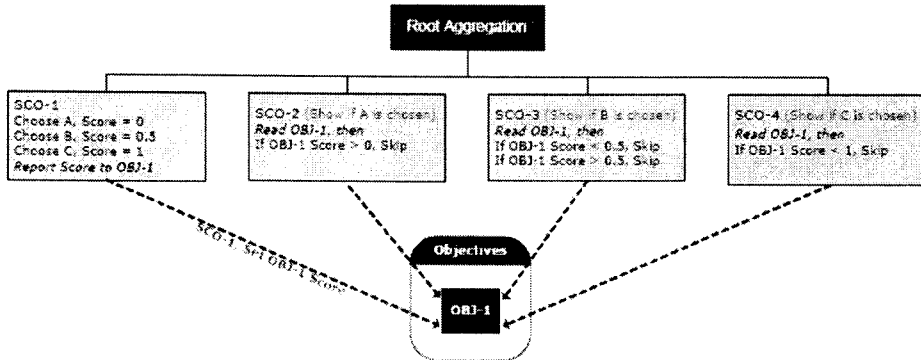 Root Aggregation
SCO-1
Choose A, Score = 0
Choose B, Score = 0.5
Choose C, Score = 1
Report Score to OBJ-1
SCO-2 (Show if A is chosen)
Read OBJ-1, then
If OBJ-1 Score > 0, Skip
SCO-3 (Show if B is chosen)
Read OBJ-1, then
If OBJ-1 Score < 0.5, Skip
If OBJ-1 Score > 0.5, Skip
SCO-4 (Show if C is chosen)
Read OBJ-1, then
If OBJ-1 Score < 1, Skip
SCO-1, Set OBJ-1 Score
Objectives
OBJ-1